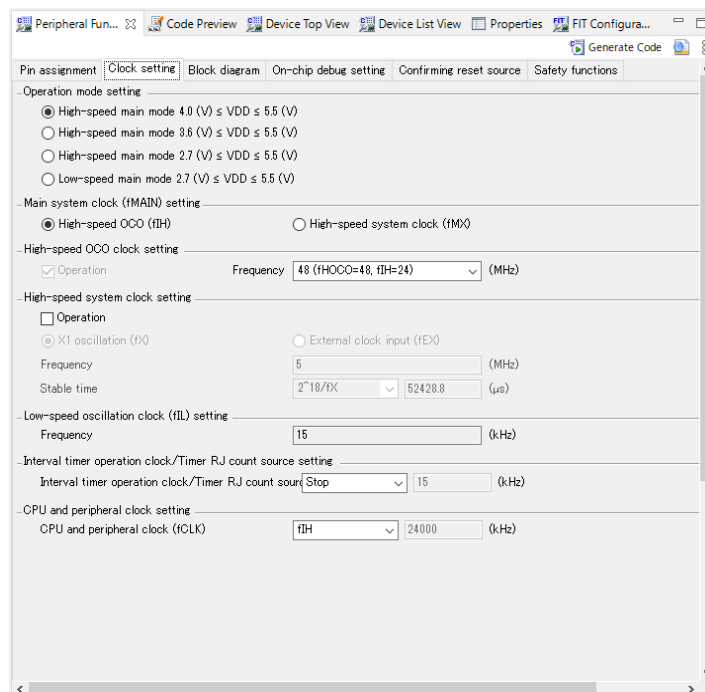 Peripheral Fun... Code Preview Device Top View Device List View Properties FIT Configura...
Generate Code
Pin assignment Clock setting Block diagram On-chip debug setting Confirming reset source Safety functions
Operation mode setting
High-speed main mode 4.0 (V) ≤ VDD ≤ 5.5 (V)
High-speed main mode 3.6 (V) ≤ VDD ≤ 5.5 (V)
High-speed main mode 2.7 (V) ≤ VDD ≤ 5.5 (V)
Low-speed main mode 2.7 (V) ≤ VDD ≤ 5.5 (V)
Main system clock (fMAIN) setting
High-speed OCO (fIH) High-speed system clock (fMX)
High-speed OCO clock setting
Operation Frequency 48 (fHOCO=48, fIH=24) (MHz)
High-speed system clock setting
Operation
X1 oscillation (fX) External clock input (fEX)
Frequency 5 (MHz)
Stable time 2^18/fX 52428.8 (μs)
Low-speed oscillation clock (fIL) setting
Frequency 15 (kHz)
Interval timer operation clock/Timer RJ count source setting
Interval timer operation clock/Timer RJ count sour Stop 15 (kHz)
CPU and peripheral clock setting
CPU and peripheral clock (fCLK) fIH 24000 (kHz)